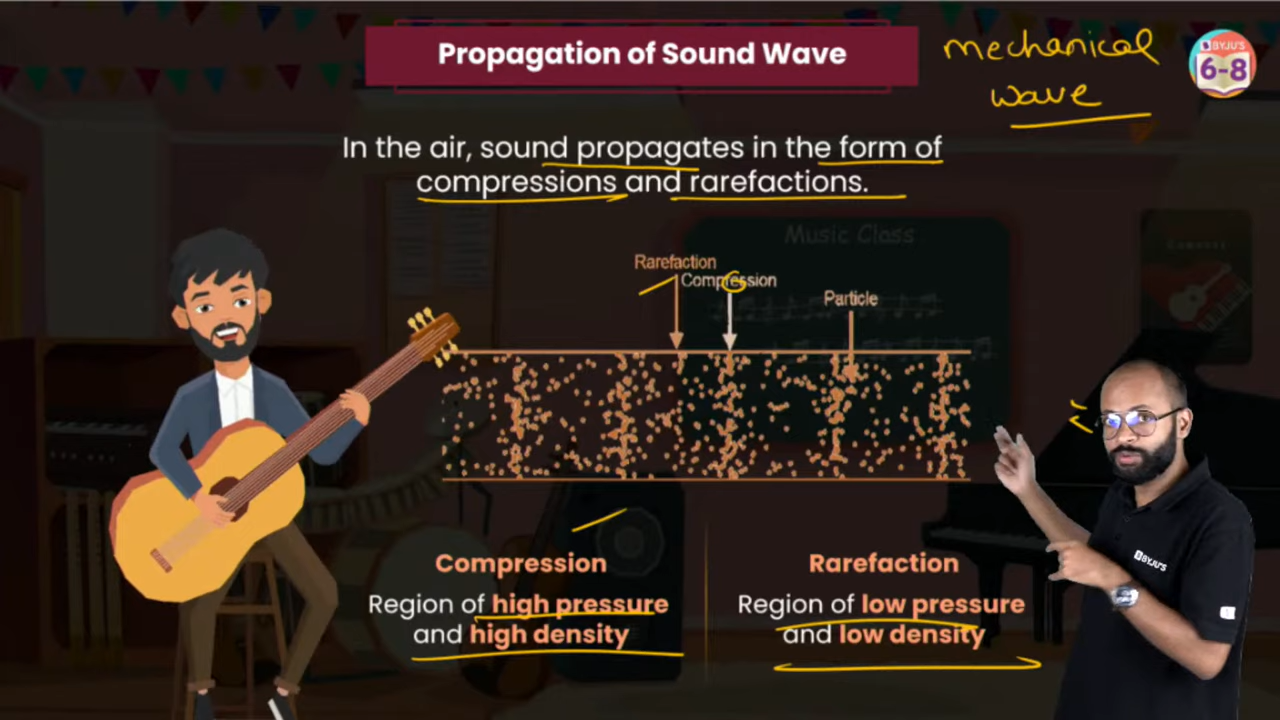 Propagation of Sound Wave
mechanical
wave
BYJU'S
6-8
In the air, sound propagates in the form of
compressions and rarefactions.
Music Class
Rarefaction
Compression
Particle
Compression
Rarefaction
Region of high pressure
and high density
Region of low pressure
and low density
BYJU'S